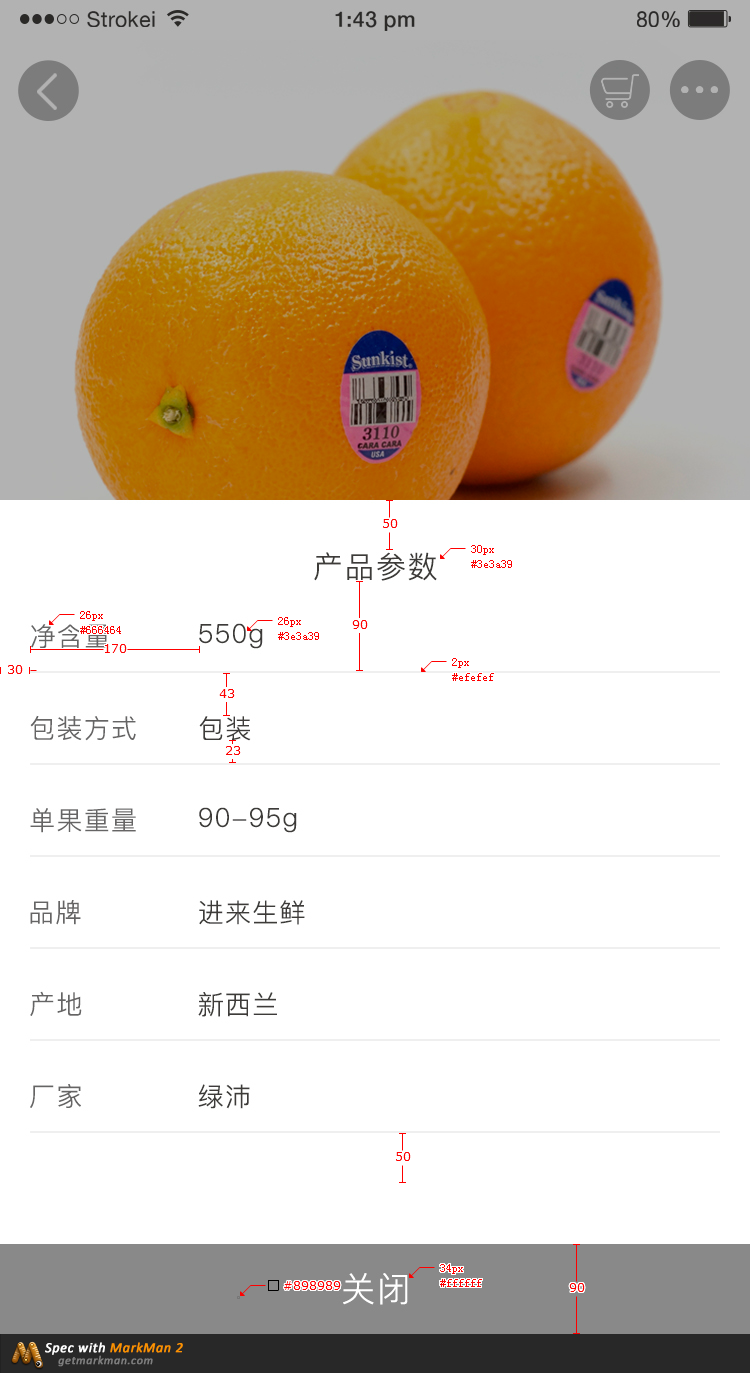 ●●●○○ Strokei 1:43 pm 80%
Sunkist
Sunkist.
3110
CARA CARA
USA
50
产品参数 30px
#3e3a39
净含量 26px
#666464
550g 26px
#3e3a39
90
170
30
2px
#efefef
43
包装方式 包装
23
单果重量 90-95g
品牌 进来生鲜
产地 新西兰
厂家 绿沛
50
#898989 关闭 34px
#ffffff
90
Spec with MarkMan 2
getmarkman.com